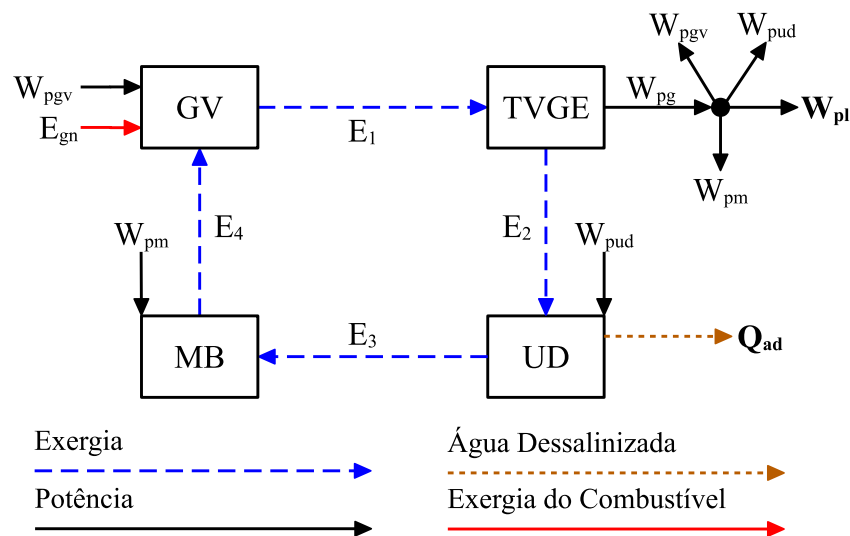 W_pgv
E_gn
GV
E_1
TVGE
W_pg
W_pgv
W_pud
W_pl
W_pm
W_pm
E_4
E_2
W_pud
MB
E_3
UD
Q_ad
Exergia
Potência
Água Dessalinizada
Exergia do Combustível